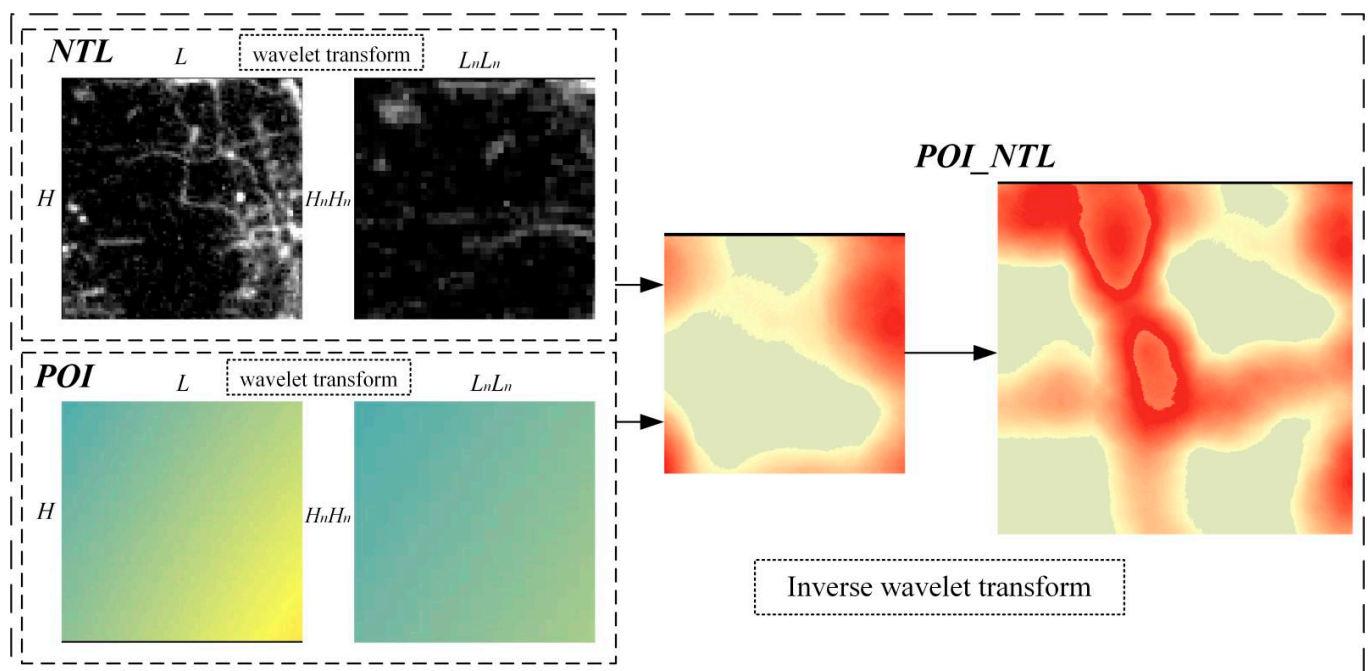 NTL
L
wavelet transform
LnLn
H
HnHn
POI
L
wavelet transform
LnLn
H
HnHn
POI_NTL
Inverse wavelet transform